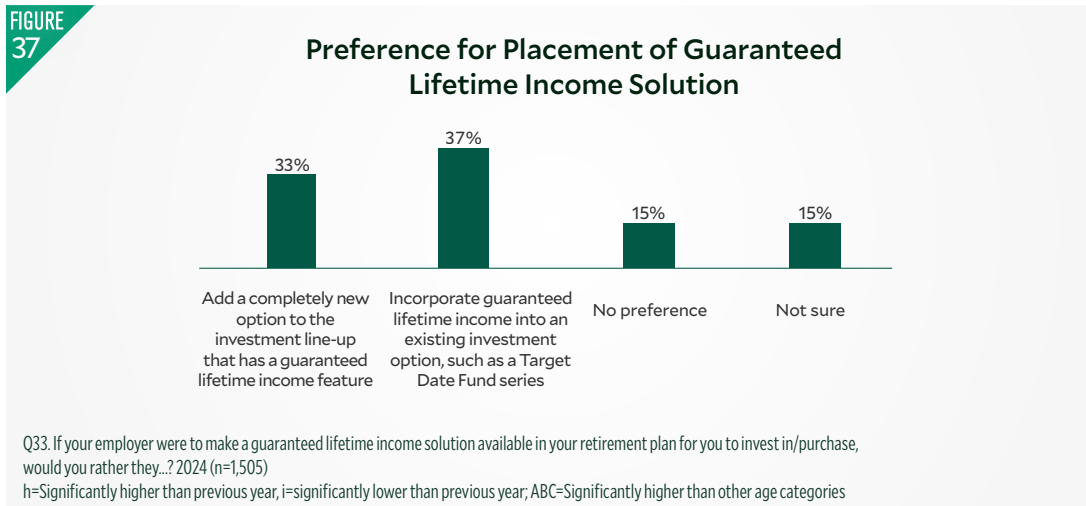 FIGURE
37
Preference for Placement of Guaranteed
Lifetime Income Solution
33%
37%
15%
15%
Add a completely new
option to the
investment line-up
that has a guaranteed
lifetime income feature
Incorporate guaranteed
lifetime income into an
existing investment
option, such as a Target
Date Fund series
No preference
Not sure
Q33. If your employer were to make a guaranteed lifetime income solution available in your retirement plan for you to invest in/purchase,
would you rather they...? 2024 (n=1,505)
h=Significantly higher than previous year, i=significantly lower than previous year; ABC=Significantly higher than other age categories